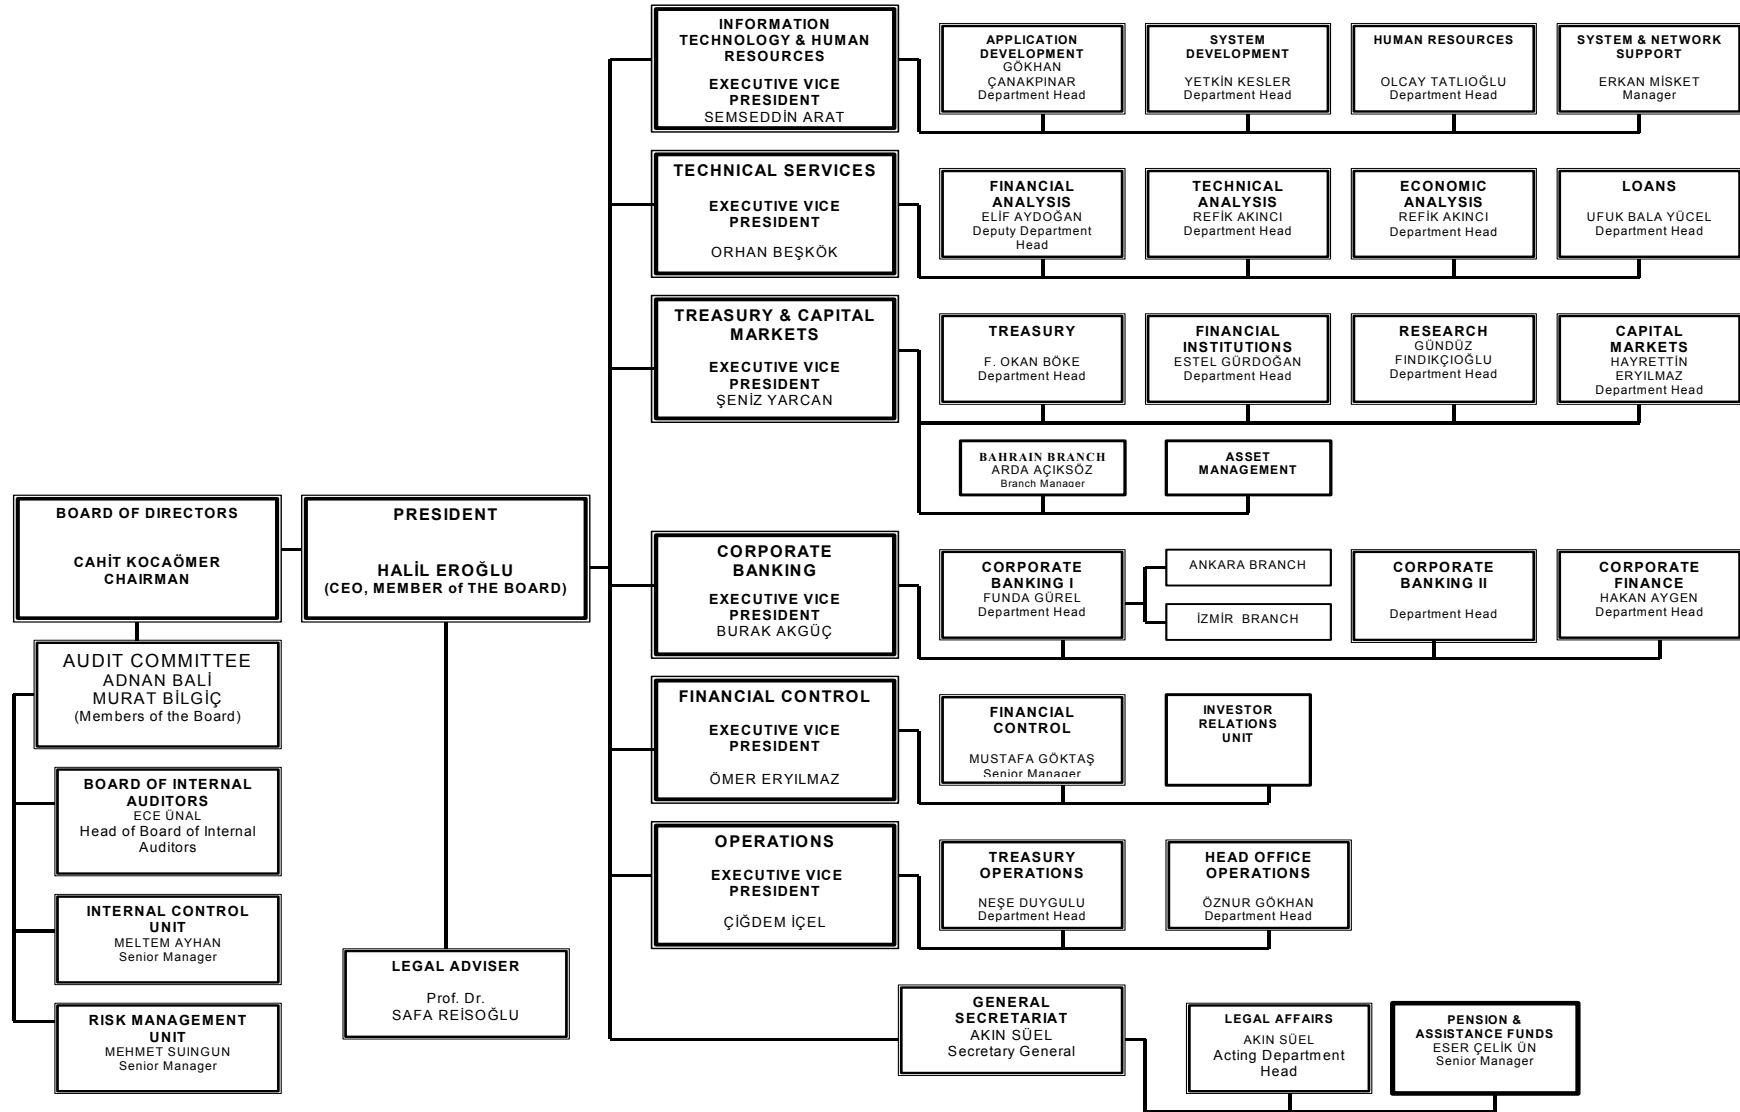 INFORMATION
TECHNOLOGY & HUMAN
RESOURCES
EXECUTIVE VICE
PRESIDENT
SEMSEDDİN ARAT
APPLICATION
DEVELOPMENT
GÖKHAN
ÇANAKPINAR
Department Head
SYSTEM
DEVELOPMENT
YETKİN KESLER
Department Head
HUMAN RESOURCES
OLCAY TATLIOĞLU
Department Head
SYSTEM & NETWORK
SUPPORT
ERKAN MİSKET
Manager
TECHNICAL SERVICES
EXECUTIVE VICE
PRESIDENT
ORHAN BEŞKÖK
FINANCIAL
ANALYSIS
ELİF AYDOĞAN
Deputy Department
Head
TECHNICAL
ANALYSIS
REFİK AKINCI
Department Head
ECONOMIC
ANALYSIS
REFİK AKINCI
Department Head
LOANS
UFUK BALA YÜCEL
Department Head
TREASURY & CAPITAL
MARKETS
EXECUTIVE VICE
PRESIDENT
ŞENİZ YARCAN
TREASURY
F. OKAN BÖKE
Department Head
FINANCIAL
INSTITUTIONS
ESTEL GÜRDOĞAN
Department Head
RESEARCH
GÜNDÜZ
FINDIKÇIOĞLU
Department Head
CAPITAL
MARKETS
HAYRETTİN
ERYILMAZ
Department Head
BAHRAIN BRANCH
ARDA AÇIKSÖZ
Branch Manager
ASSET
MANAGEMENT
BOARD OF DIRECTORS
CAHİT KOCAÖMER
CHAIRMAN
PRESIDENT
HALİL EROĞLU
(CEO, MEMBER of THE BOARD)
CORPORATE
BANKING
EXECUTIVE VICE
PRESIDENT
BURAK AKGÜÇ
CORPORATE
BANKING I
FUNDA GÜREL
Department Head
ANKARA BRANCH
İZMİR BRANCH
CORPORATE
BANKING II
Department Head
CORPORATE
FINANCE
HAKAN AYGEN
Department Head
AUDIT COMMITTEE
ADNAN BALİ
MURAT BİLGİÇ
(Members of the Board)
FINANCIAL CONTROL
EXECUTIVE VICE
PRESIDENT
ÖMER ERYILMAZ
FINANCIAL
CONTROL
MUSTAFA GÖKTAŞ
Senior Manager
INVESTOR
RELATIONS
UNIT
BOARD OF INTERNAL
AUDITORS
ECE ÜNAL
Head of Board of Internal
Auditors
OPERATIONS
EXECUTIVE VICE
PRESIDENT
ÇİĞDEM İÇEL
TREASURY
OPERATIONS
NEŞE DUYGULU
Department Head
HEAD OFFICE
OPERATIONS
ÖZNUR GÖKHAN
Department Head
INTERNAL CONTROL
UNIT
MELTEM AYHAN
Senior Manager
LEGAL ADVISER
Prof. Dr.
SAFA REİSOĞLU
RISK MANAGEMENT
UNIT
MEHMET SUINGUN
Senior Manager
GENERAL
SECRETARIAT
AKIN SÜEL
Secretary General
LEGAL AFFAIRS
AKIN SÜEL
Acting Department
Head
PENSION &
ASSISTANCE FUNDS
ESER ÇELİK ÜN
Senior Manager